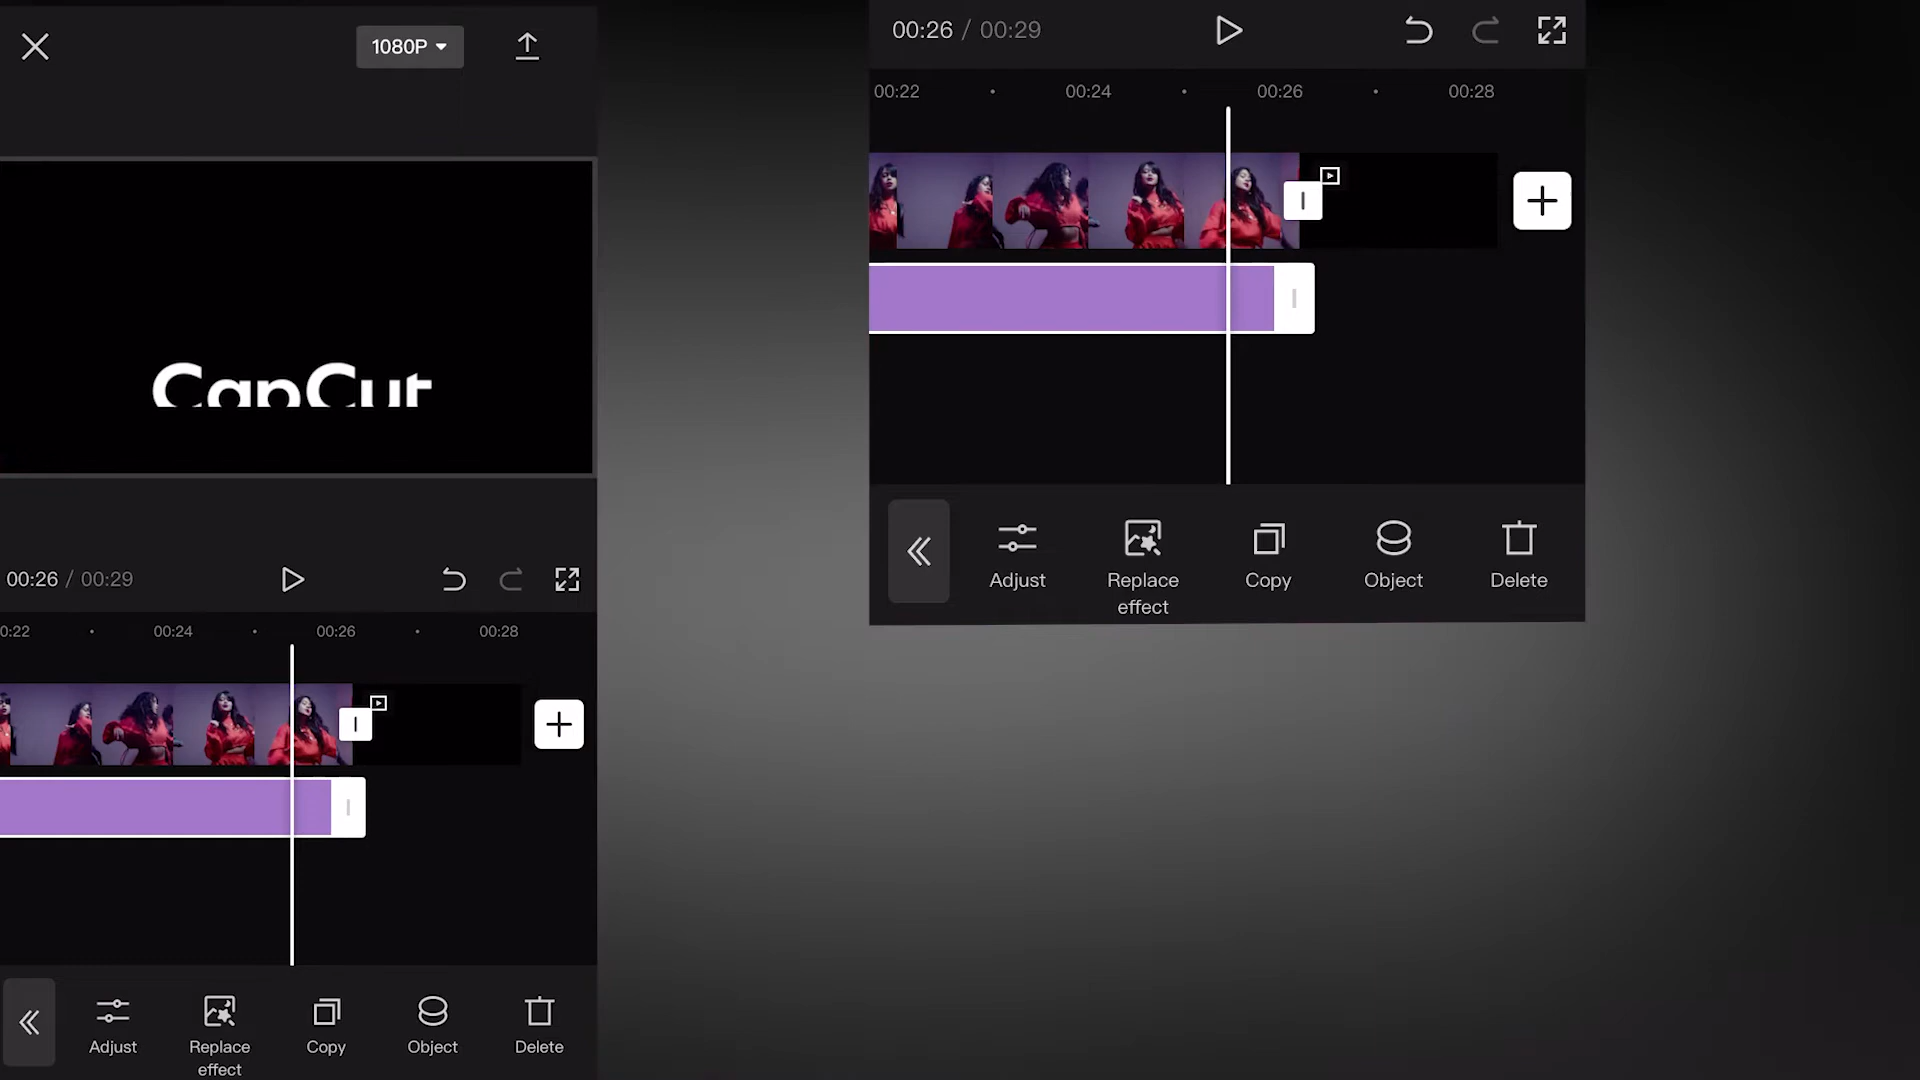 1080P
CapCut
00:26 / 00:29
0:22 00:24 00:26 00:28
Adjust
Replace effect
Copy
Object
Delete
00:26 / 00:29
00:22 00:24 00:26 00:28
Adjust
Replace effect
Copy
Object
Delete